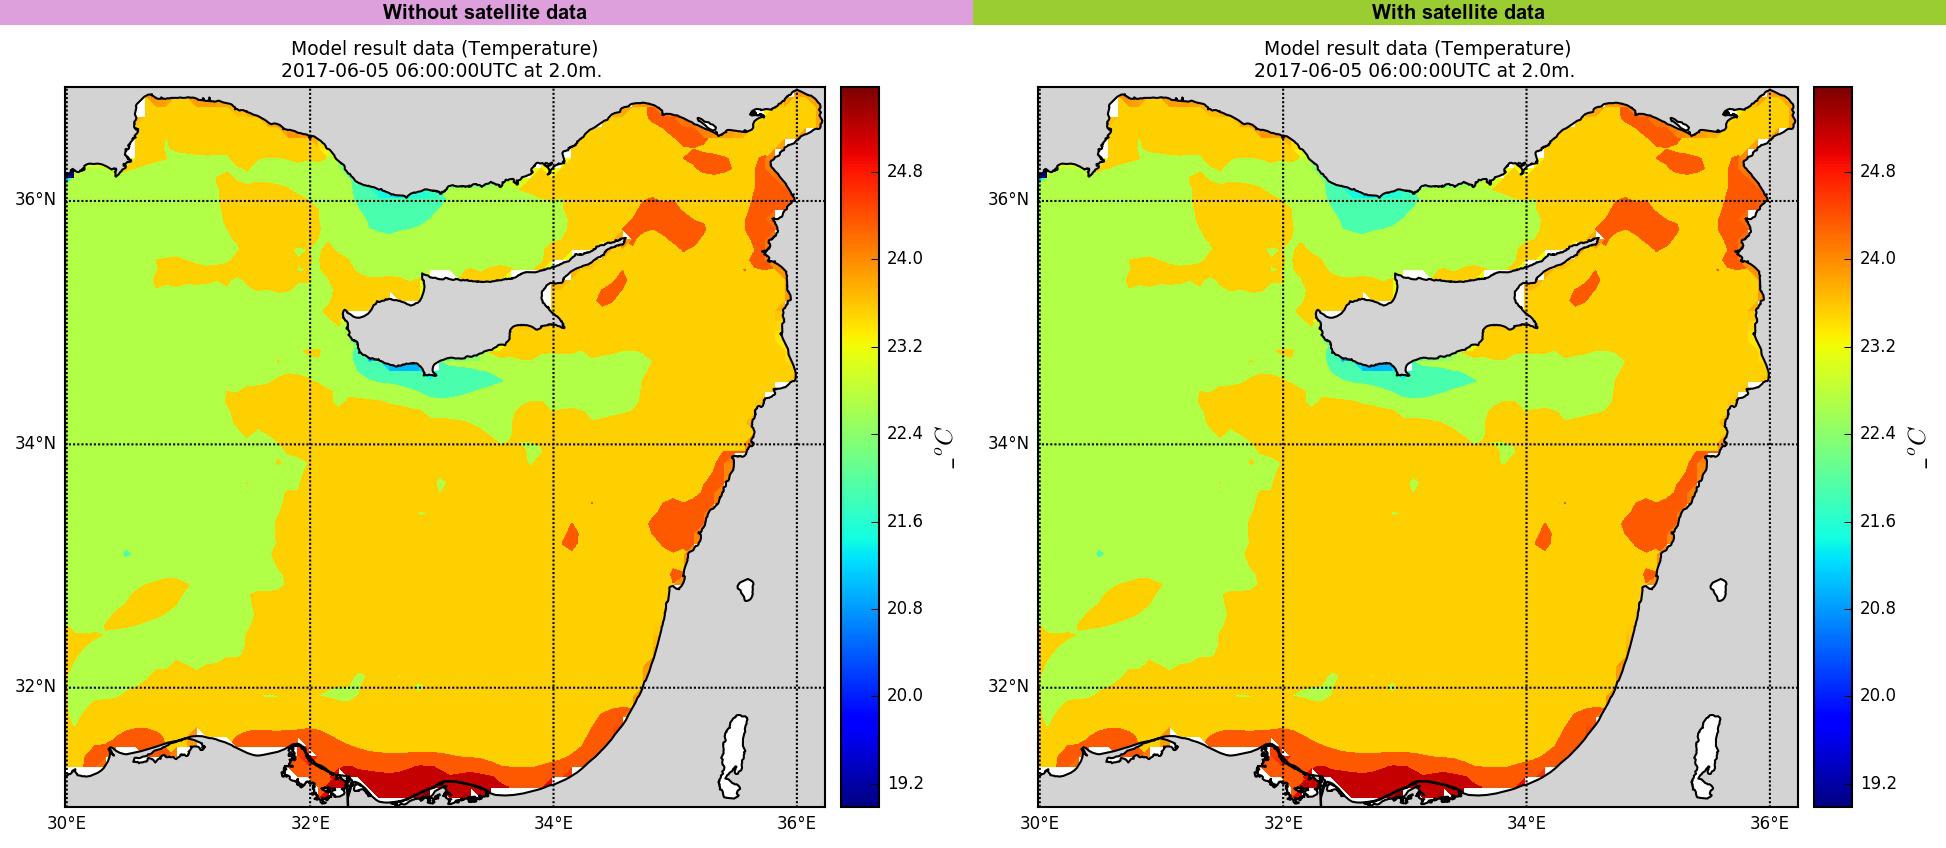 Without satellite data
With satellite data
Model result data (Temperature)
2017-06-05 06:00:00UTC at 2.0m.
36°N
34°N
32°N
30°E
32°E
34°E
36°E
24.8
24.0
23.2
22.4
21.6
20.8
20.0
19.2
_°C
Model result data (Temperature)
2017-06-05 06:00:00UTC at 2.0m.
36°N
34°N
32°N
30°E
32°E
34°E
36°E
24.8
24.0
23.2
22.4
21.6
20.8
20.0
19.2
_°C